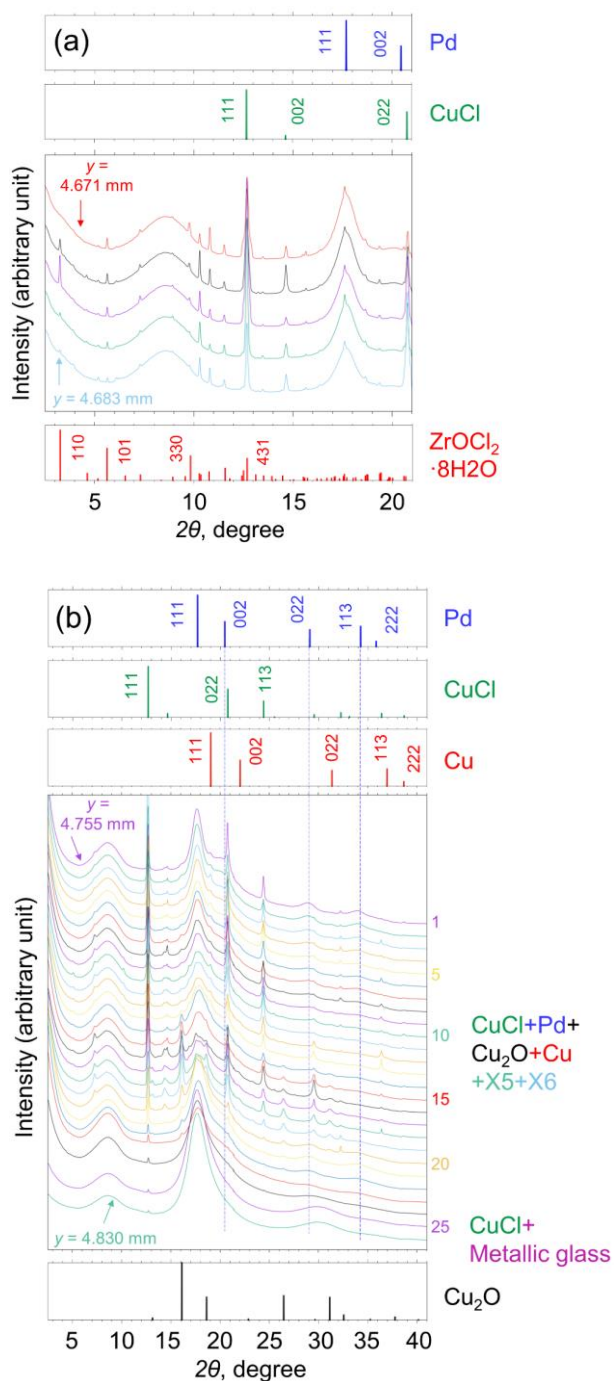 (a)
111
002
Pd
111
002
022
CuCl
y =
4.671 mm
y = 4.683 mm
Intensity (arbitrary unit)
110
101
330
431
ZrOCl₂
·8H2O
5
10
15
20
2θ, degree
(b)
111
002
022
113
222
Pd
111
022
113
CuCl
111
002
022
113
222
Cu
y =
4.755 mm
1
5
10
15
20
25
CuCl+Pd+
Cu₂O+Cu
+X5+X6
CuCl+
Metallic glass
y = 4.830 mm
Intensity (arbitrary unit)
Cu₂O
5
10
15
20
25
30
35
40
2θ, degree